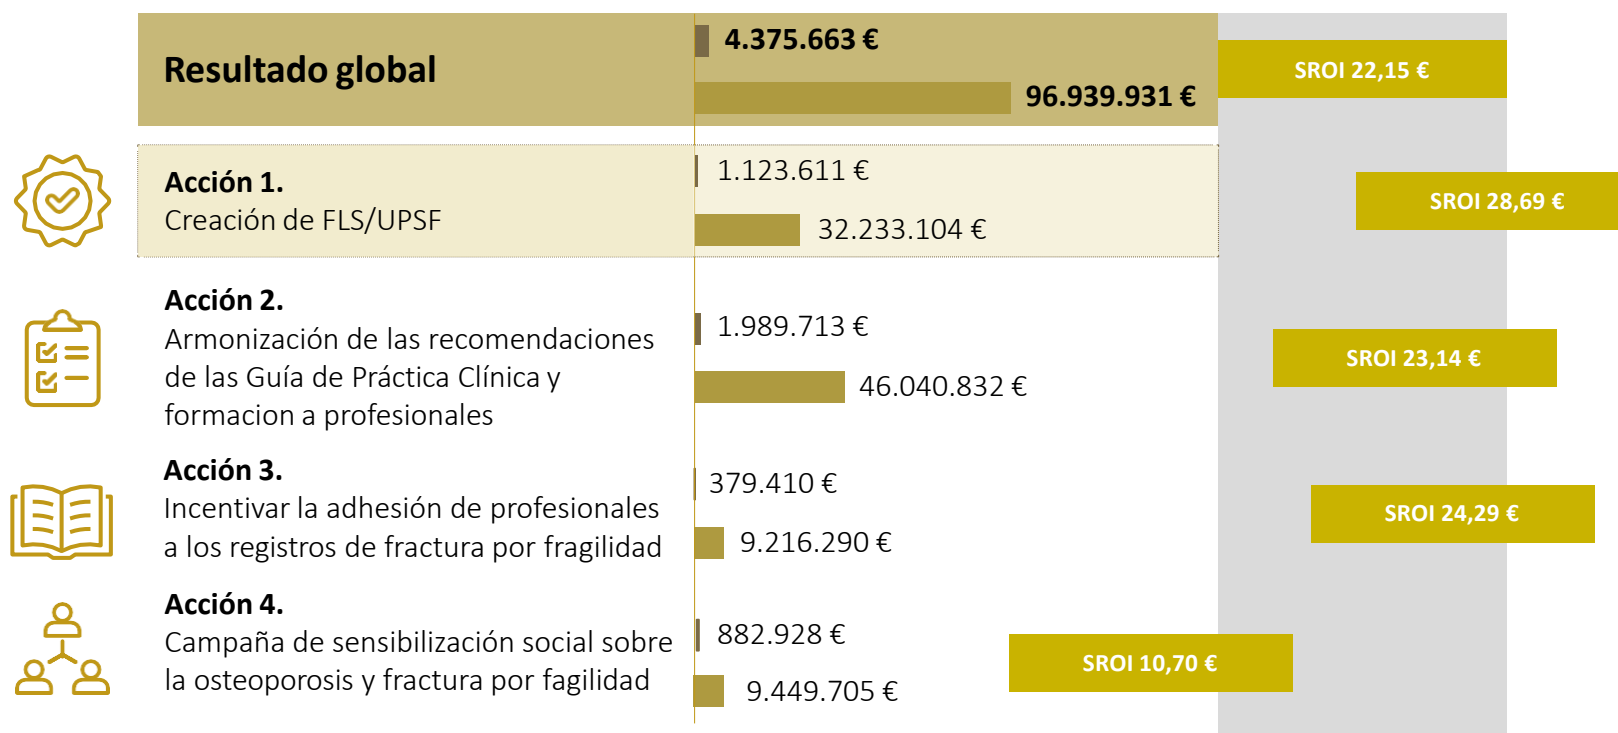 Resultado global
4.375.663 €
96.939.931 €
SROI 22,15 €
Acción 1.
Creación de FLS/UPSF
1.123.611 €
32.233.104 €
SROI 28,69 €
Acción 2.
Armonización de las recomendaciones
de las Guía de Práctica Clínica y
formacion a profesionales
1.989.713 €
46.040.832 €
SROI 23,14 €
Acción 3.
Incentivar la adhesión de profesionales
a los registros de fractura por fragilidad
379.410 €
9.216.290 €
SROI 24,29 €
Acción 4.
Campaña de sensibilización social sobre
la osteoporosis y fractura por fagilidad
882.928 €
9.449.705 €
SROI 10,70 €